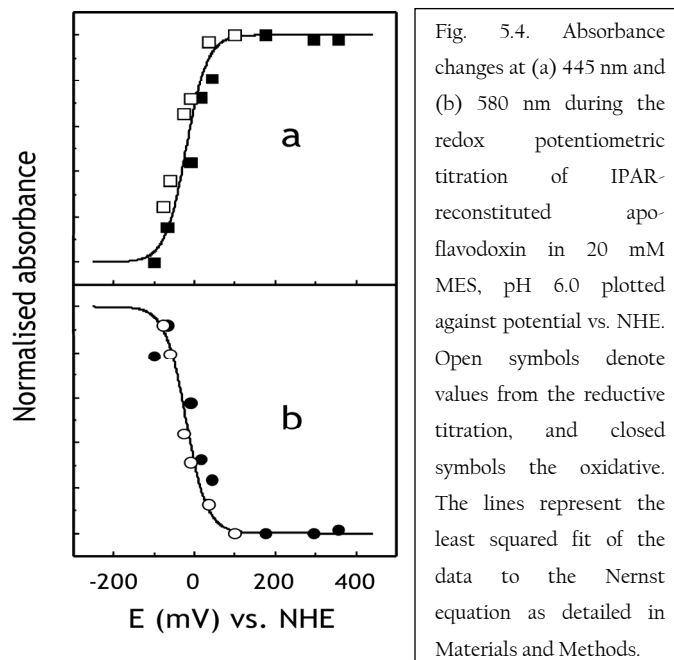 a
b
Normalised absorbance
-200 0 200 400
E (mV) vs. NHE
Fig. 5.4. Absorbance
changes at (a) 445 nm and
(b) 580 nm during the
redox potentiometric
titration of IPAR-
reconstituted apo-
flavodoxin in 20 mM
MES, pH 6.0 plotted
against potential vs. NHE.
Open symbols denote
values from the reductive
titration, and closed
symbols the oxidative.
The lines represent the
least squared fit of the
data to the Nernst
equation as detailed in
Materials and Methods.